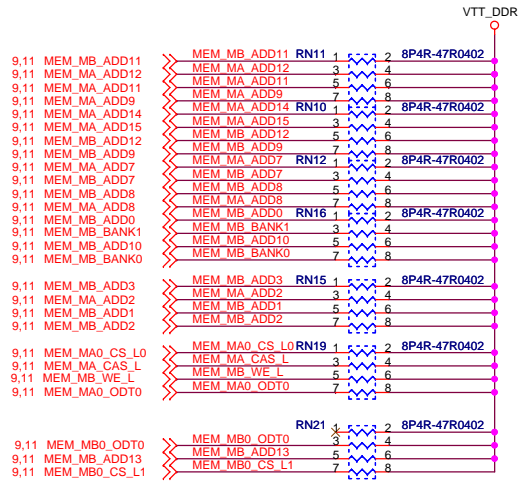 VTT_DDR
9,11 MEM_MB_ADD11 MEM_MB_ADD11 RN11 1 2 8P4R-47R0402
9,11 MEM_MA_ADD12 MEM_MA_ADD12 3 4
9,11 MEM_MA_ADD11 MEM_MA_ADD11 5 6
9,11 MEM_MA_ADD9 MEM_MA_ADD9 7 8
9,11 MEM_MA_ADD14 MEM_MA_ADD14 RN10 1 2 8P4R-47R0402
9,11 MEM_MA_ADD15 MEM_MA_ADD15 3 4
9,11 MEM_MB_ADD12 MEM_MB_ADD12 5 6
9,11 MEM_MB_ADD9 MEM_MB_ADD9 7 8
9,11 MEM_MA_ADD7 MEM_MA_ADD7 RN12 1 2 8P4R-47R0402
9,11 MEM_MB_ADD7 MEM_MB_ADD7 3 4
9,11 MEM_MB_ADD8 MEM_MB_ADD8 5 6
9,11 MEM_MA_ADD8 MEM_MA_ADD8 7 8
9,11 MEM_MB_ADD0 MEM_MB_ADD0 RN16 1 2 8P4R-47R0402
9,11 MEM_MB_BANK1 MEM_MB_BANK1 3 4
9,11 MEM_MB_ADD10 MEM_MB_ADD10 5 6
9,11 MEM_MB_BANK0 MEM_MB_BANK0 7 8
9,11 MEM_MB_ADD3 MEM_MB_ADD3 RN15 1 2 8P4R-47R0402
9,11 MEM_MA_ADD2 MEM_MA_ADD2 3 4
9,11 MEM_MB_ADD1 MEM_MB_ADD1 5 6
9,11 MEM_MB_ADD2 MEM_MB_ADD2 7 8
9,11 MEM_MA0_CS_L0 MEM_MA0_CS_L0 RN19 1 2 8P4R-47R0402
9,11 MEM_MA_CAS_L MEM_MA_CAS_L 3 4
9,11 MEM_MB_WE_L MEM_MB_WE_L 5 6
9,11 MEM_MA0_ODT0 MEM_MA0_ODT0 7 8
RN21 1 2 8P4R-47R0402
9,11 MEM_MB0_ODT0 MEM_MB0_ODT0 3 4
9,11 MEM_MB_ADD13 MEM_MB_ADD13 5 6
9,11 MEM_MB0_CS_L1 MEM_MB0_CS_L1 7 8